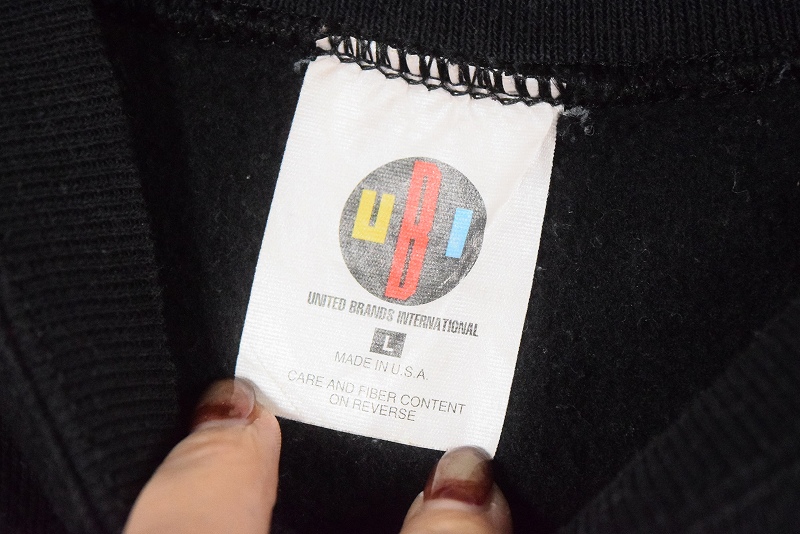 UBI
UNITED BRANDS INTERNATIONAL
L
MADE IN U.S.A.
CARE AND FIBER CONTENT
ON REVERSE